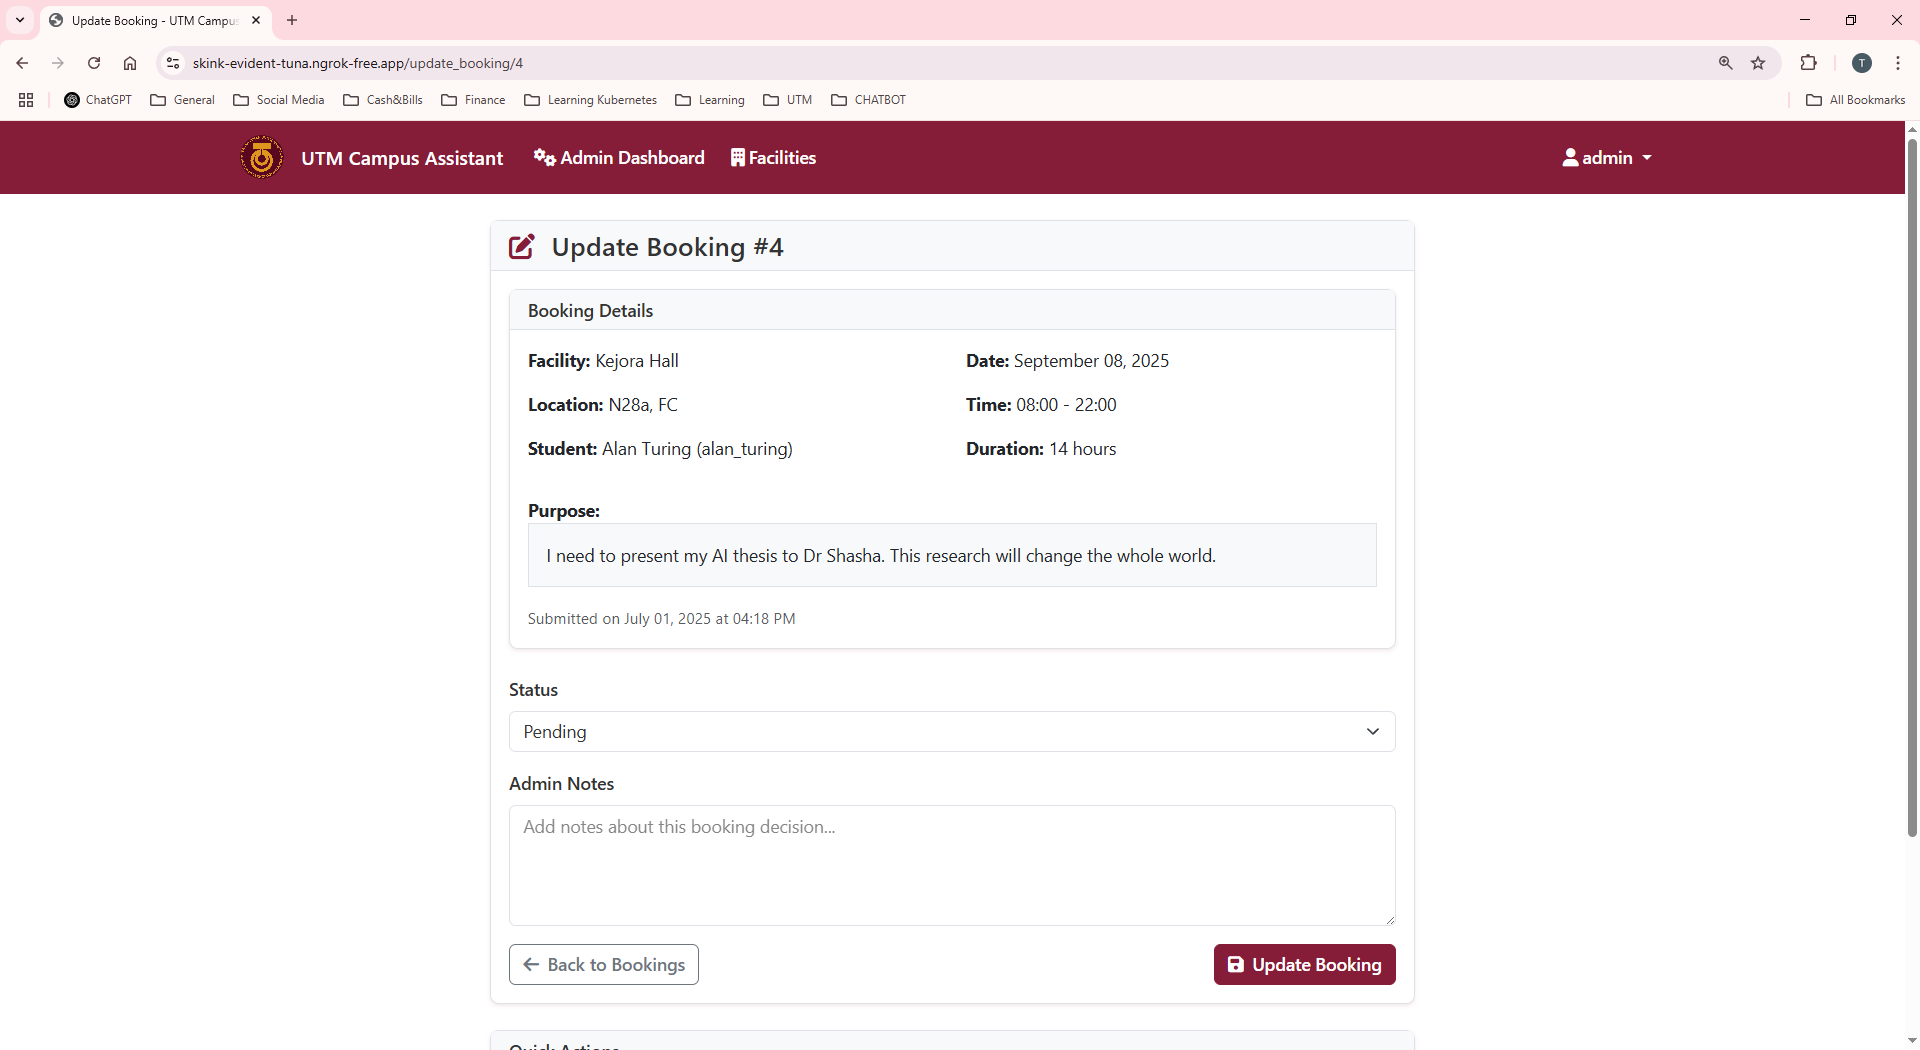 Update Booking - UTM Campus
skink-evident-tuna.ngrok-free.app/update_booking/4
T
ChatGPT General Social Media Cash&Bills Finance Learning Kubernetes Learning UTM CHATBOT All Bookmarks
UTM Campus Assistant Admin Dashboard Facilities admin
Update Booking #4
Booking Details
Facility: Kejora Hall Date: September 08, 2025
Location: N28a, FC Time: 08:00 - 22:00
Student: Alan Turing (alan_turing) Duration: 14 hours
Purpose:
I need to present my AI thesis to Dr Shasha. This research will change the whole world.
Submitted on July 01, 2025 at 04:18 PM
Status
Pending
Admin Notes
Add notes about this booking decision...
Back to Bookings Update Booking
Quick Actions